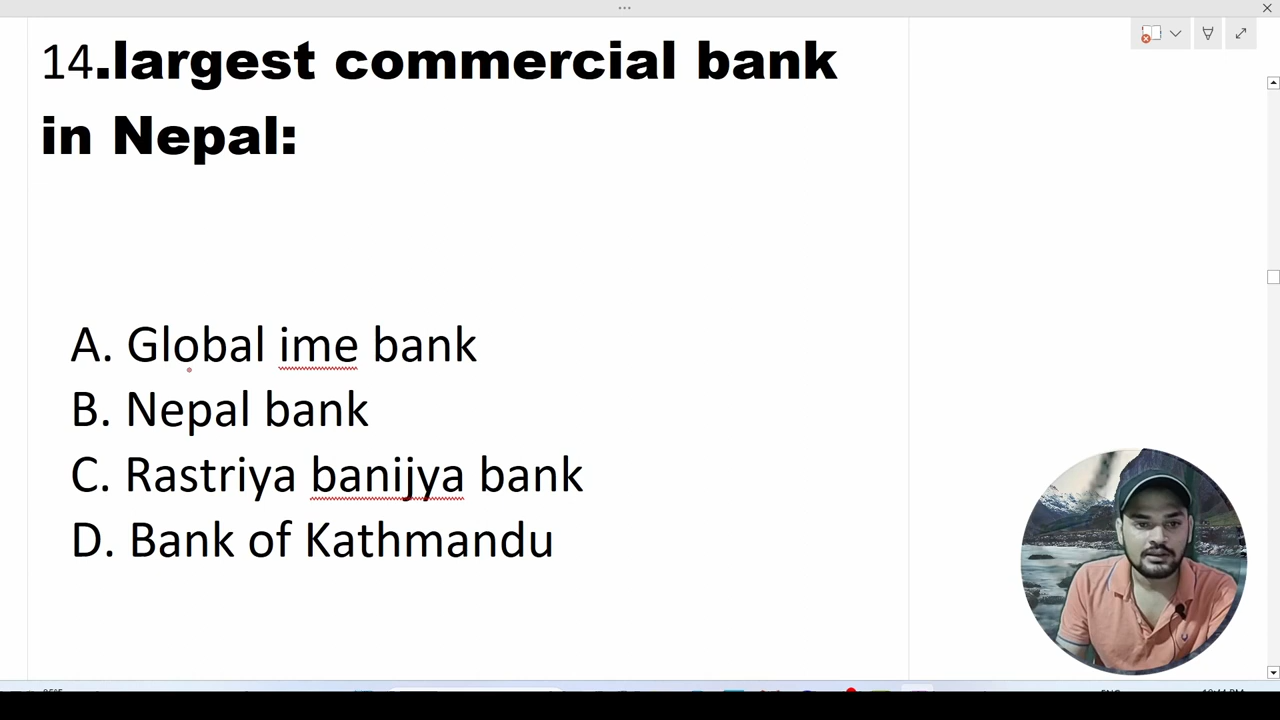 14.largest commercial bank
in Nepal:
A. Global ime bank
B. Nepal bank
C. Rastriya banijya bank
D. Bank of Kathmandu